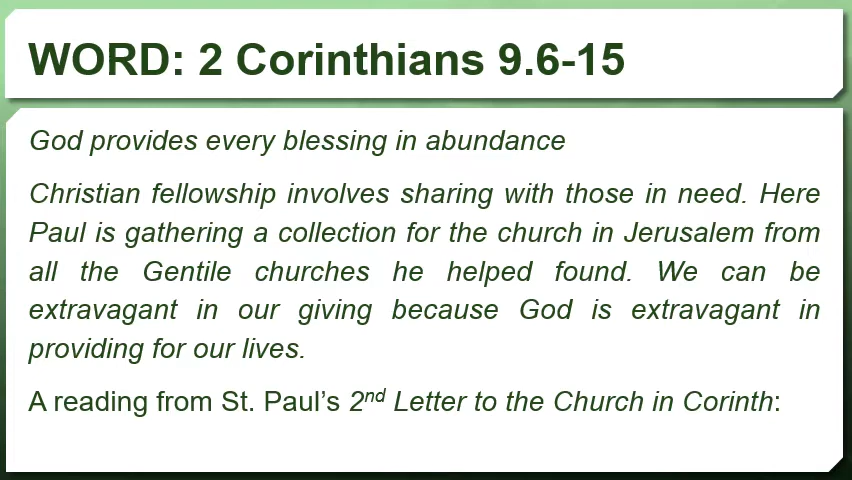 WORD: 2 Corinthians 9.6-15
God provides every blessing in abundance
Christian fellowship involves sharing with those in need. Here
Paul is gathering a collection for the church in Jerusalem from
all the Gentile churches he helped found. We can be
extravagant in our giving because God is extravagant in
providing for our lives.
A reading from St. Paul’s 2nd Letter to the Church in Corinth: